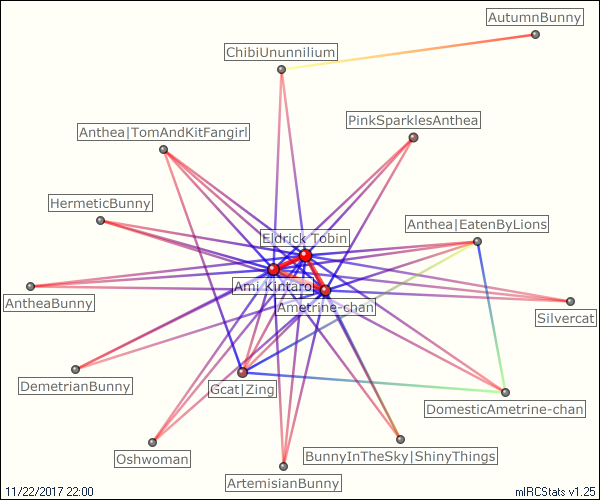 AutumnBunny
ChibiUnunnilium
PinkSparklesAnthea
Anthea|TomAndKitFangirl
HermeticBunny
Anthea|EatenByLions
Eldrick Tobin
Ami Kintaro
AntheaBunny
Ametrine-chan
Silvercat
DemetrianBunny
Gcat|Zing
DomesticAmetrine-chan
Oshwoman
BunnyInTheSky|ShinyThings
ArtemisianBunny
11/22/2017 22:00
mIRCStats v1.25